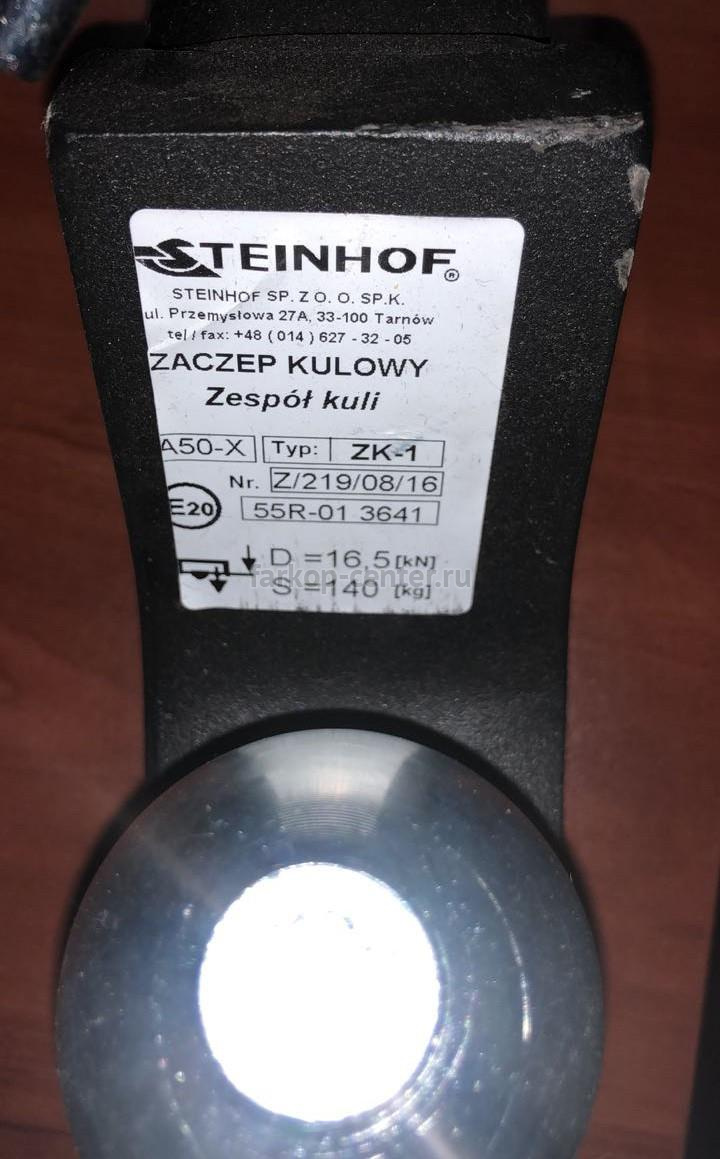 STEINHOF®
STEINHOF SP. Z O. O. SP.K.
ul. Przemysłowa 27A, 33-100 Tarnów
tel / fax: +48 ( 014 ) 627 - 32 - 05
ZACZEP KULOWY
Zespół kuli
A50-X Typ: ZK-1
Nr. Z/219/08/16
E20 55R-01 3641
D =16,5 [kN]
farkop-center.ru
S =140 [kg]